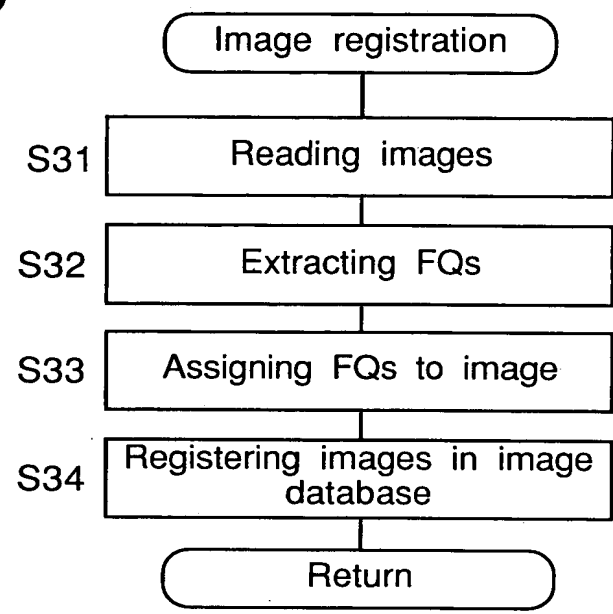 Image registration
S31 Reading images
S32 Extracting FQs
S33 Assigning FQs to image
S34 Registering images in image
database
Return